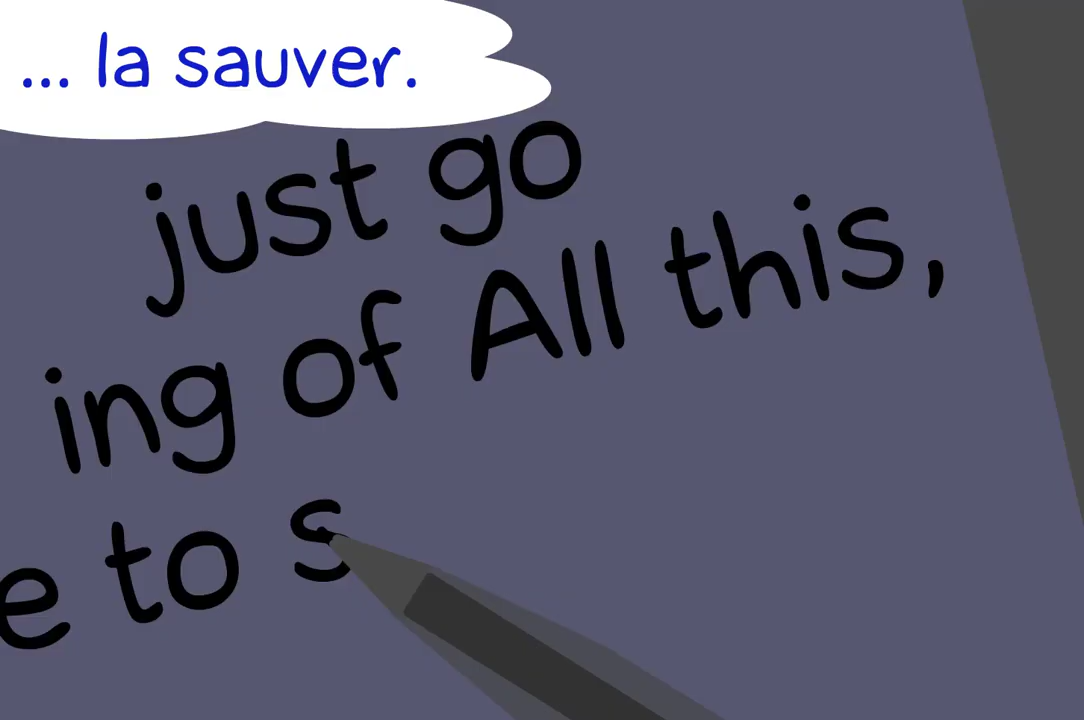 ... la sauver.
just go
ing of All this,
e to s